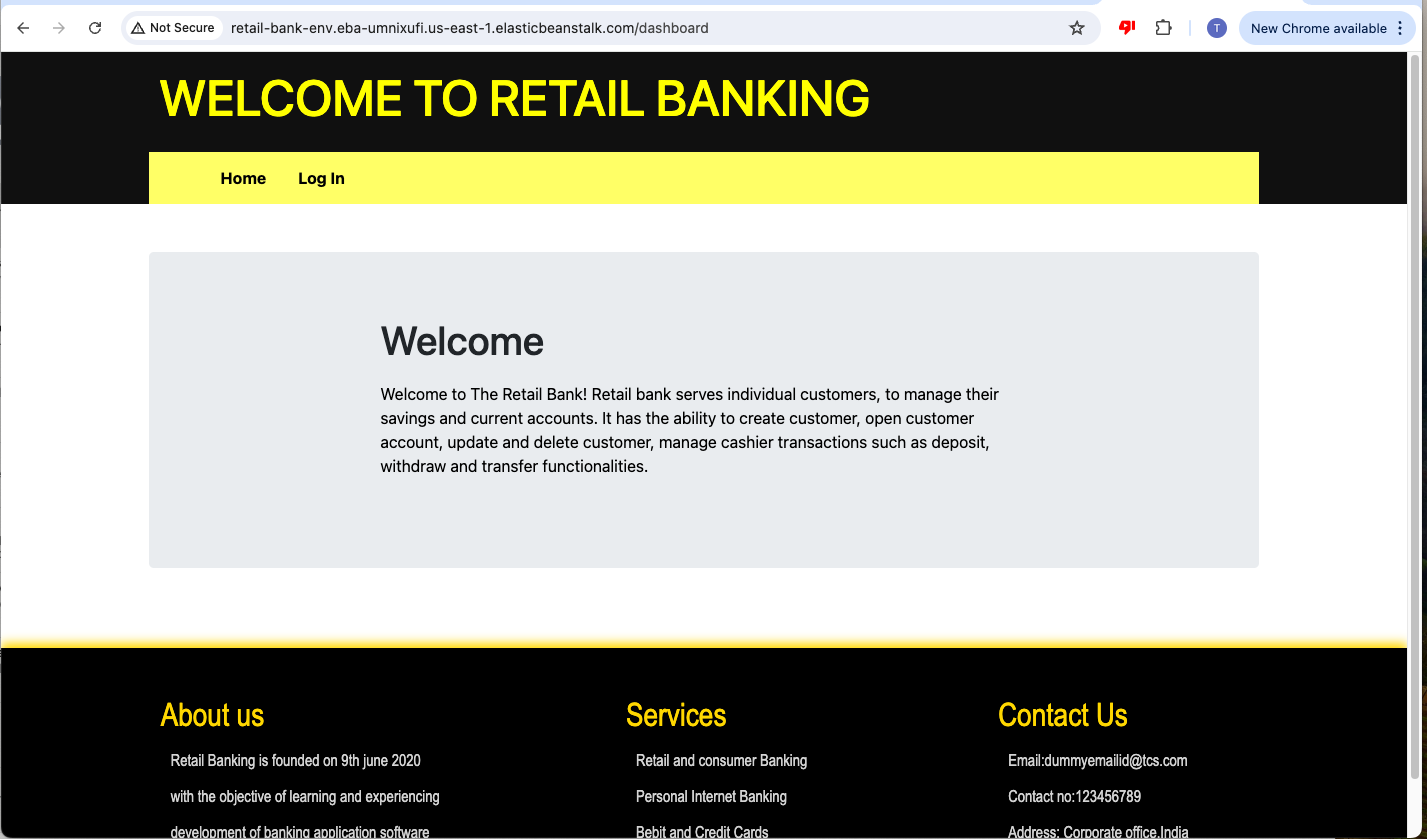 Not Secure retail-bank-env.eba-umnixufi.us-east-1.elasticbeanstalk.com/dashboard T New Chrome available
WELCOME TO RETAIL BANKING
Home Log In
Welcome
Welcome to The Retail Bank! Retail bank serves individual customers, to manage their
savings and current accounts. It has the ability to create customer, open customer
account, update and delete customer, manage cashier transactions such as deposit,
withdraw and transfer functionalities.
About us
Retail Banking is founded on 9th june 2020
with the objective of learning and experiencing
development of banking application software
Services
Retail and consumer Banking
Personal Internet Banking
Bebit and Credit Cards
Contact Us
Email:dummyemailid@tcs.com
Contact no:123456789
Address: Corporate office,India